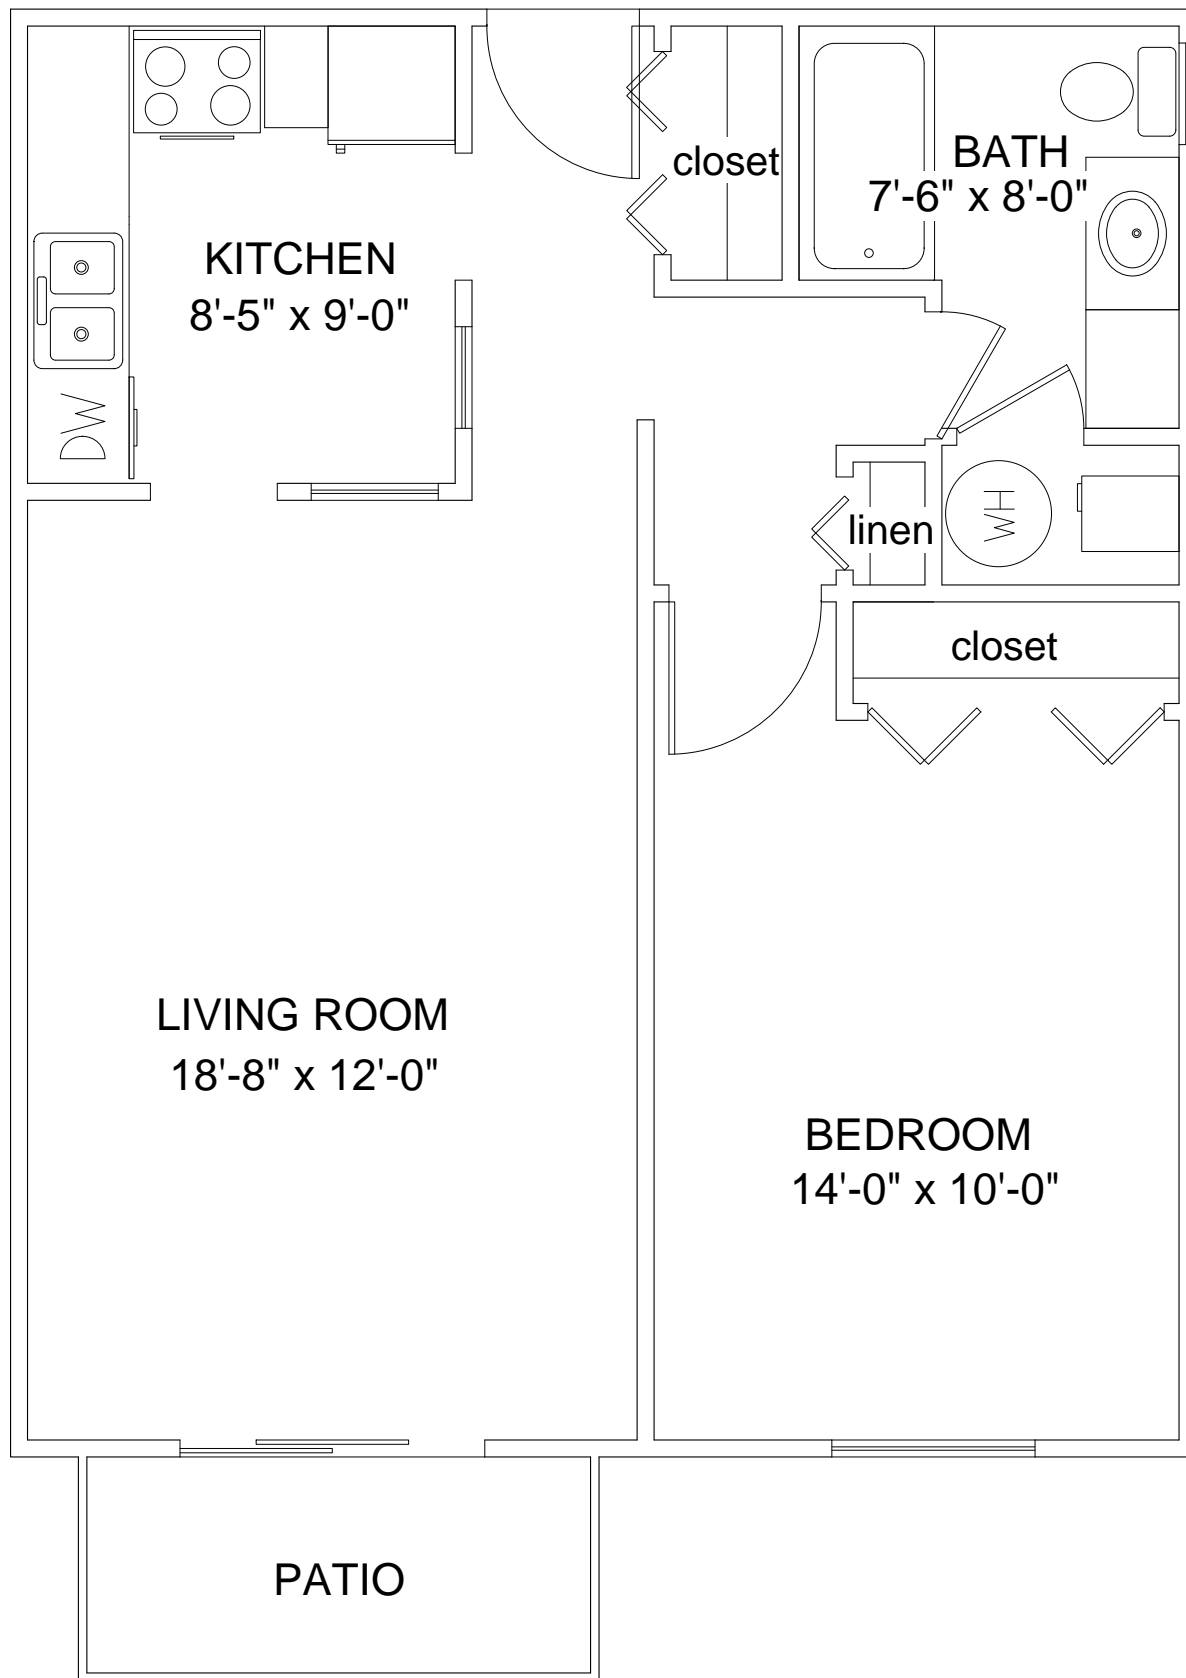 closet
BATH
7'-6" x 8'-0"
KITCHEN
8'-5" x 9'-0"
DW
linen
WH
closet
LIVING ROOM
18'-8" x 12'-0"
BEDROOM
14'-0" x 10'-0"
PATIO